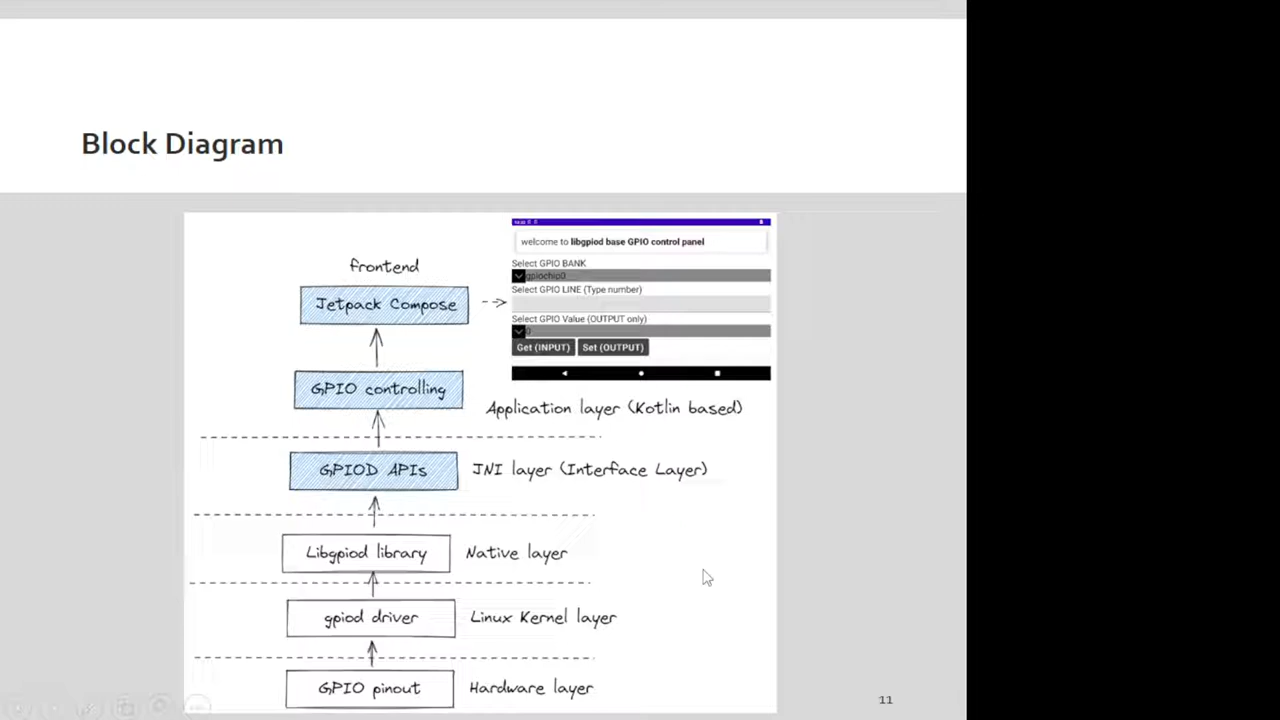 Block Diagram
frontend
Jetpack Compose
welcome to libgpiod base GPIO control panel
Select GPIO BANK
gpiochip0
Select GPIO LINE (Type number)
Select GPIO Value (OUTPUT only)
0
Get (INPUT) Set (OUTPUT)
GPIO controlling
Application layer (Kotlin based)
GPIOD APIs
JNI layer (Interface Layer)
Libgpiod library
Native layer
gpiod driver
Linux Kernel layer
GPIO pinout
Hardware layer
11